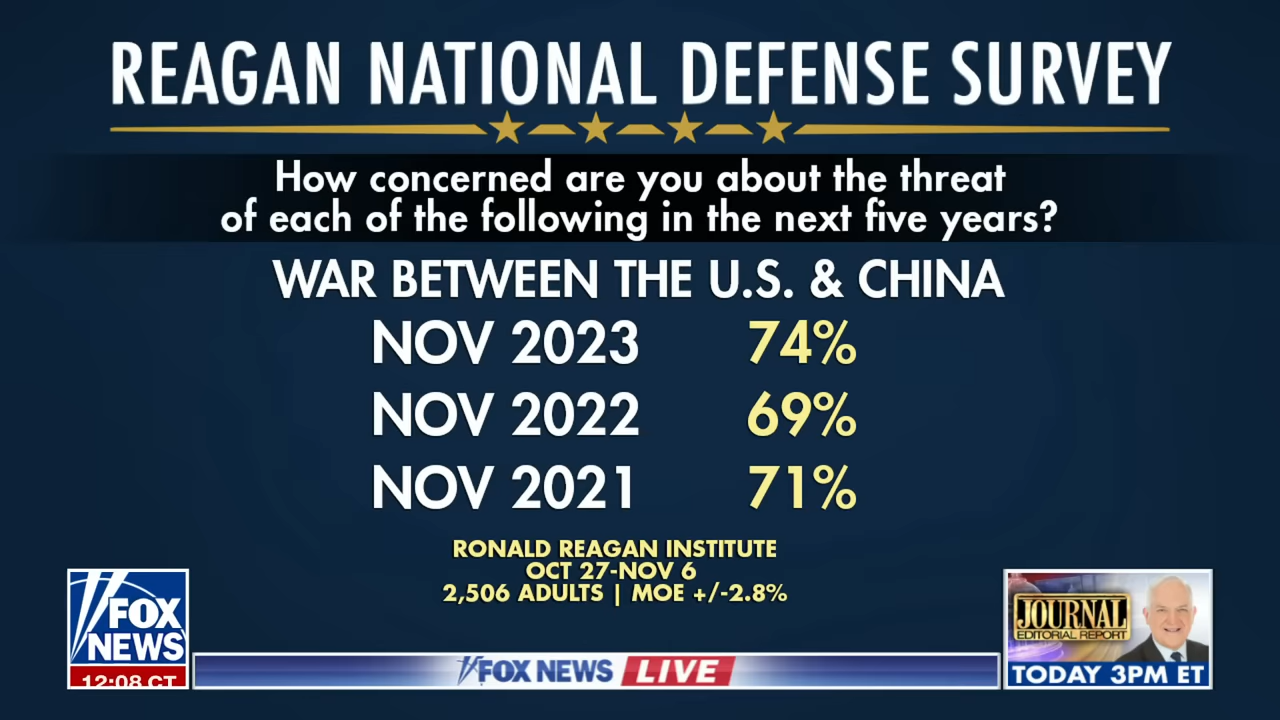 REAGAN NATIONAL DEFENSE SURVEY
How concerned are you about the threat
of each of the following in the next five years?
WAR BETWEEN THE U.S. & CHINA
NOV 2023 74%
NOV 2022 69%
NOV 2021 71%
RONALD REAGAN INSTITUTE
OCT 27-NOV 6
2,506 ADULTS | MOE +/-2.8%
FOX
NEWS
12:08 CT
FOX NEWS LIVE
JOURNAL
EDITORIAL REPORT
TODAY 3PM ET